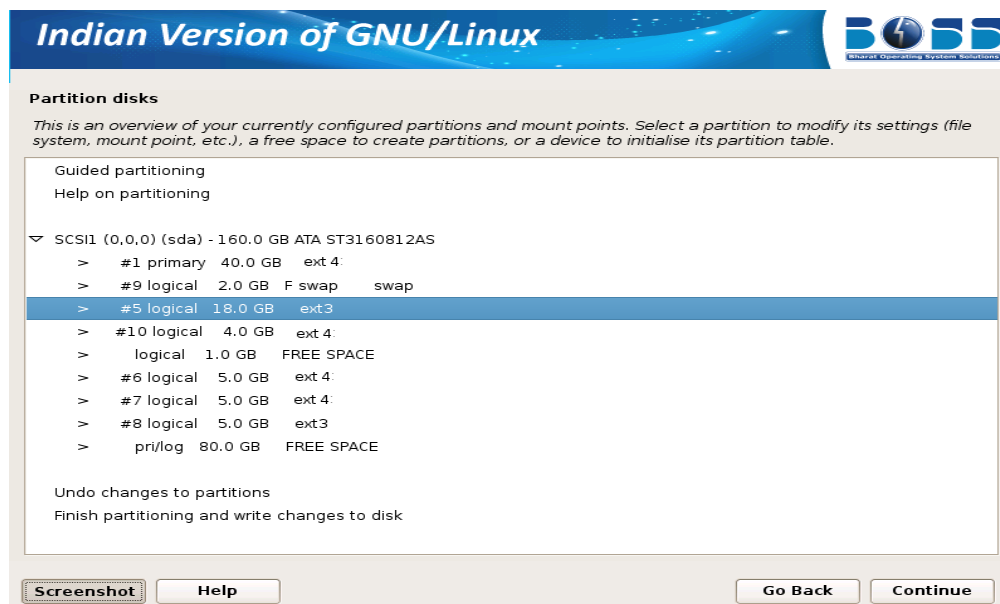 Indian Version of GNU/Linux
BOSS
Bharat Operating System Solutions
Partition disks
This is an overview of your currently configured partitions and mount points. Select a partition to modify its settings (file
system, mount point, etc.), a free space to create partitions, or a device to initialise its partition table.
Guided partitioning
Help on partitioning
SCSI1 (0,0,0) (sda) - 160.0 GB ATA ST3160812AS
> #1 primary 40.0 GB ext 4
> #9 logical 2.0 GB F swap swap
> #5 logical 18.0 GB ext3
> #10 logical 4.0 GB ext 4
> logical 1.0 GB FREE SPACE
> #6 logical 5.0 GB ext 4
> #7 logical 5.0 GB ext 4
> #8 logical 5.0 GB ext3
> pri/log 80.0 GB FREE SPACE
Undo changes to partitions
Finish partitioning and write changes to disk
Screenshot Help Go Back Continue